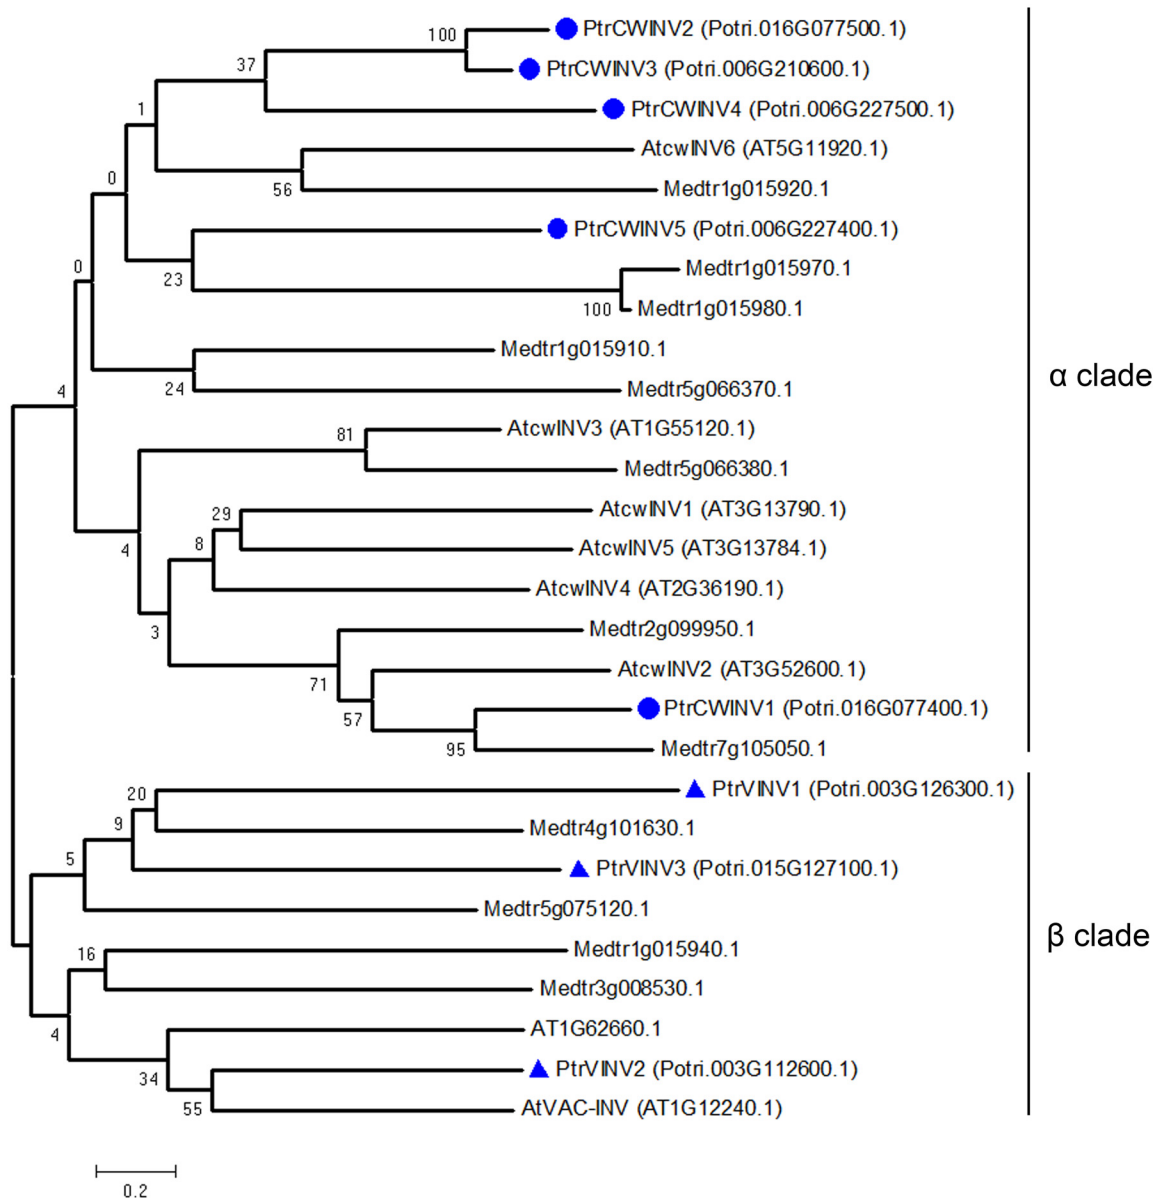 100
PtrCWINV2 (Potri.016G077500.1)
37
PtrCWINV3 (Potri.006G210600.1)
1
PtrCWINV4 (Potri.006G227500.1)
AtcwINV6 (AT5G11920.1)
0
56
Medtr1g015920.1
PtrCWINV5 (Potri.006G227400.1)
0
23
Medtr1g015970.1
100
Medtr1g015980.1
Medtr1g015910.1
α clade
4
24
Medtr5g066370.1
81
AtcwINV3 (AT1G55120.1)
Medtr5g066380.1
29
AtcwINV1 (AT3G13790.1)
4
8
AtcwINV5 (AT3G13784.1)
AtcwINV4 (AT2G36190.1)
3
Medtr2g099950.1
71
AtcwINV2 (AT3G52600.1)
57
PtrCWINV1 (Potri.016G077400.1)
95
Medtr7g105050.1
20
PtrVINV1 (Potri.003G126300.1)
9
Medtr4g101630.1
5
PtrVINV3 (Potri.015G127100.1)
Medtr5g075120.1
β clade
16
Medtr1g015940.1
Medtr3g008530.1
4
AT1G62660.1
34
PtrVINV2 (Potri.003G112600.1)
55
AtVAC-INV (AT1G12240.1)
0.2